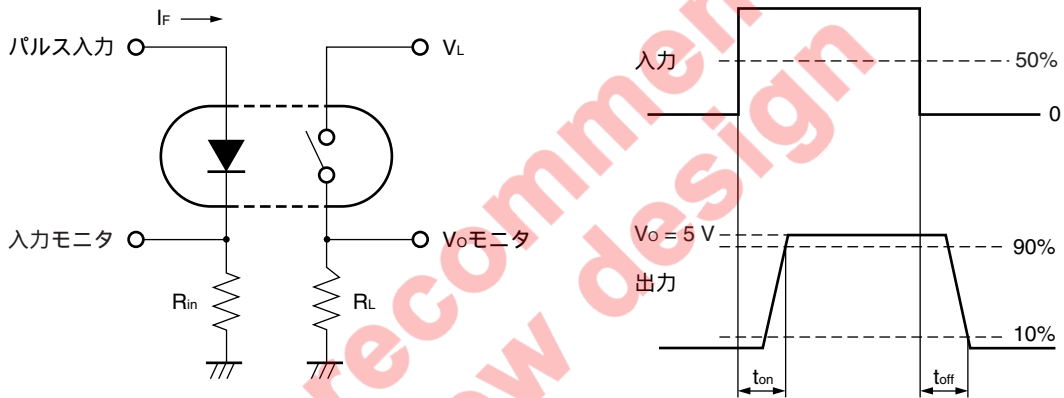 IF
パルス入力
VL
入力モニタ
Voモニタ
Rin
RL
入力
50%
0
Vo = 5 V
90%
出力
10%
ton
toff
recommen
ew design